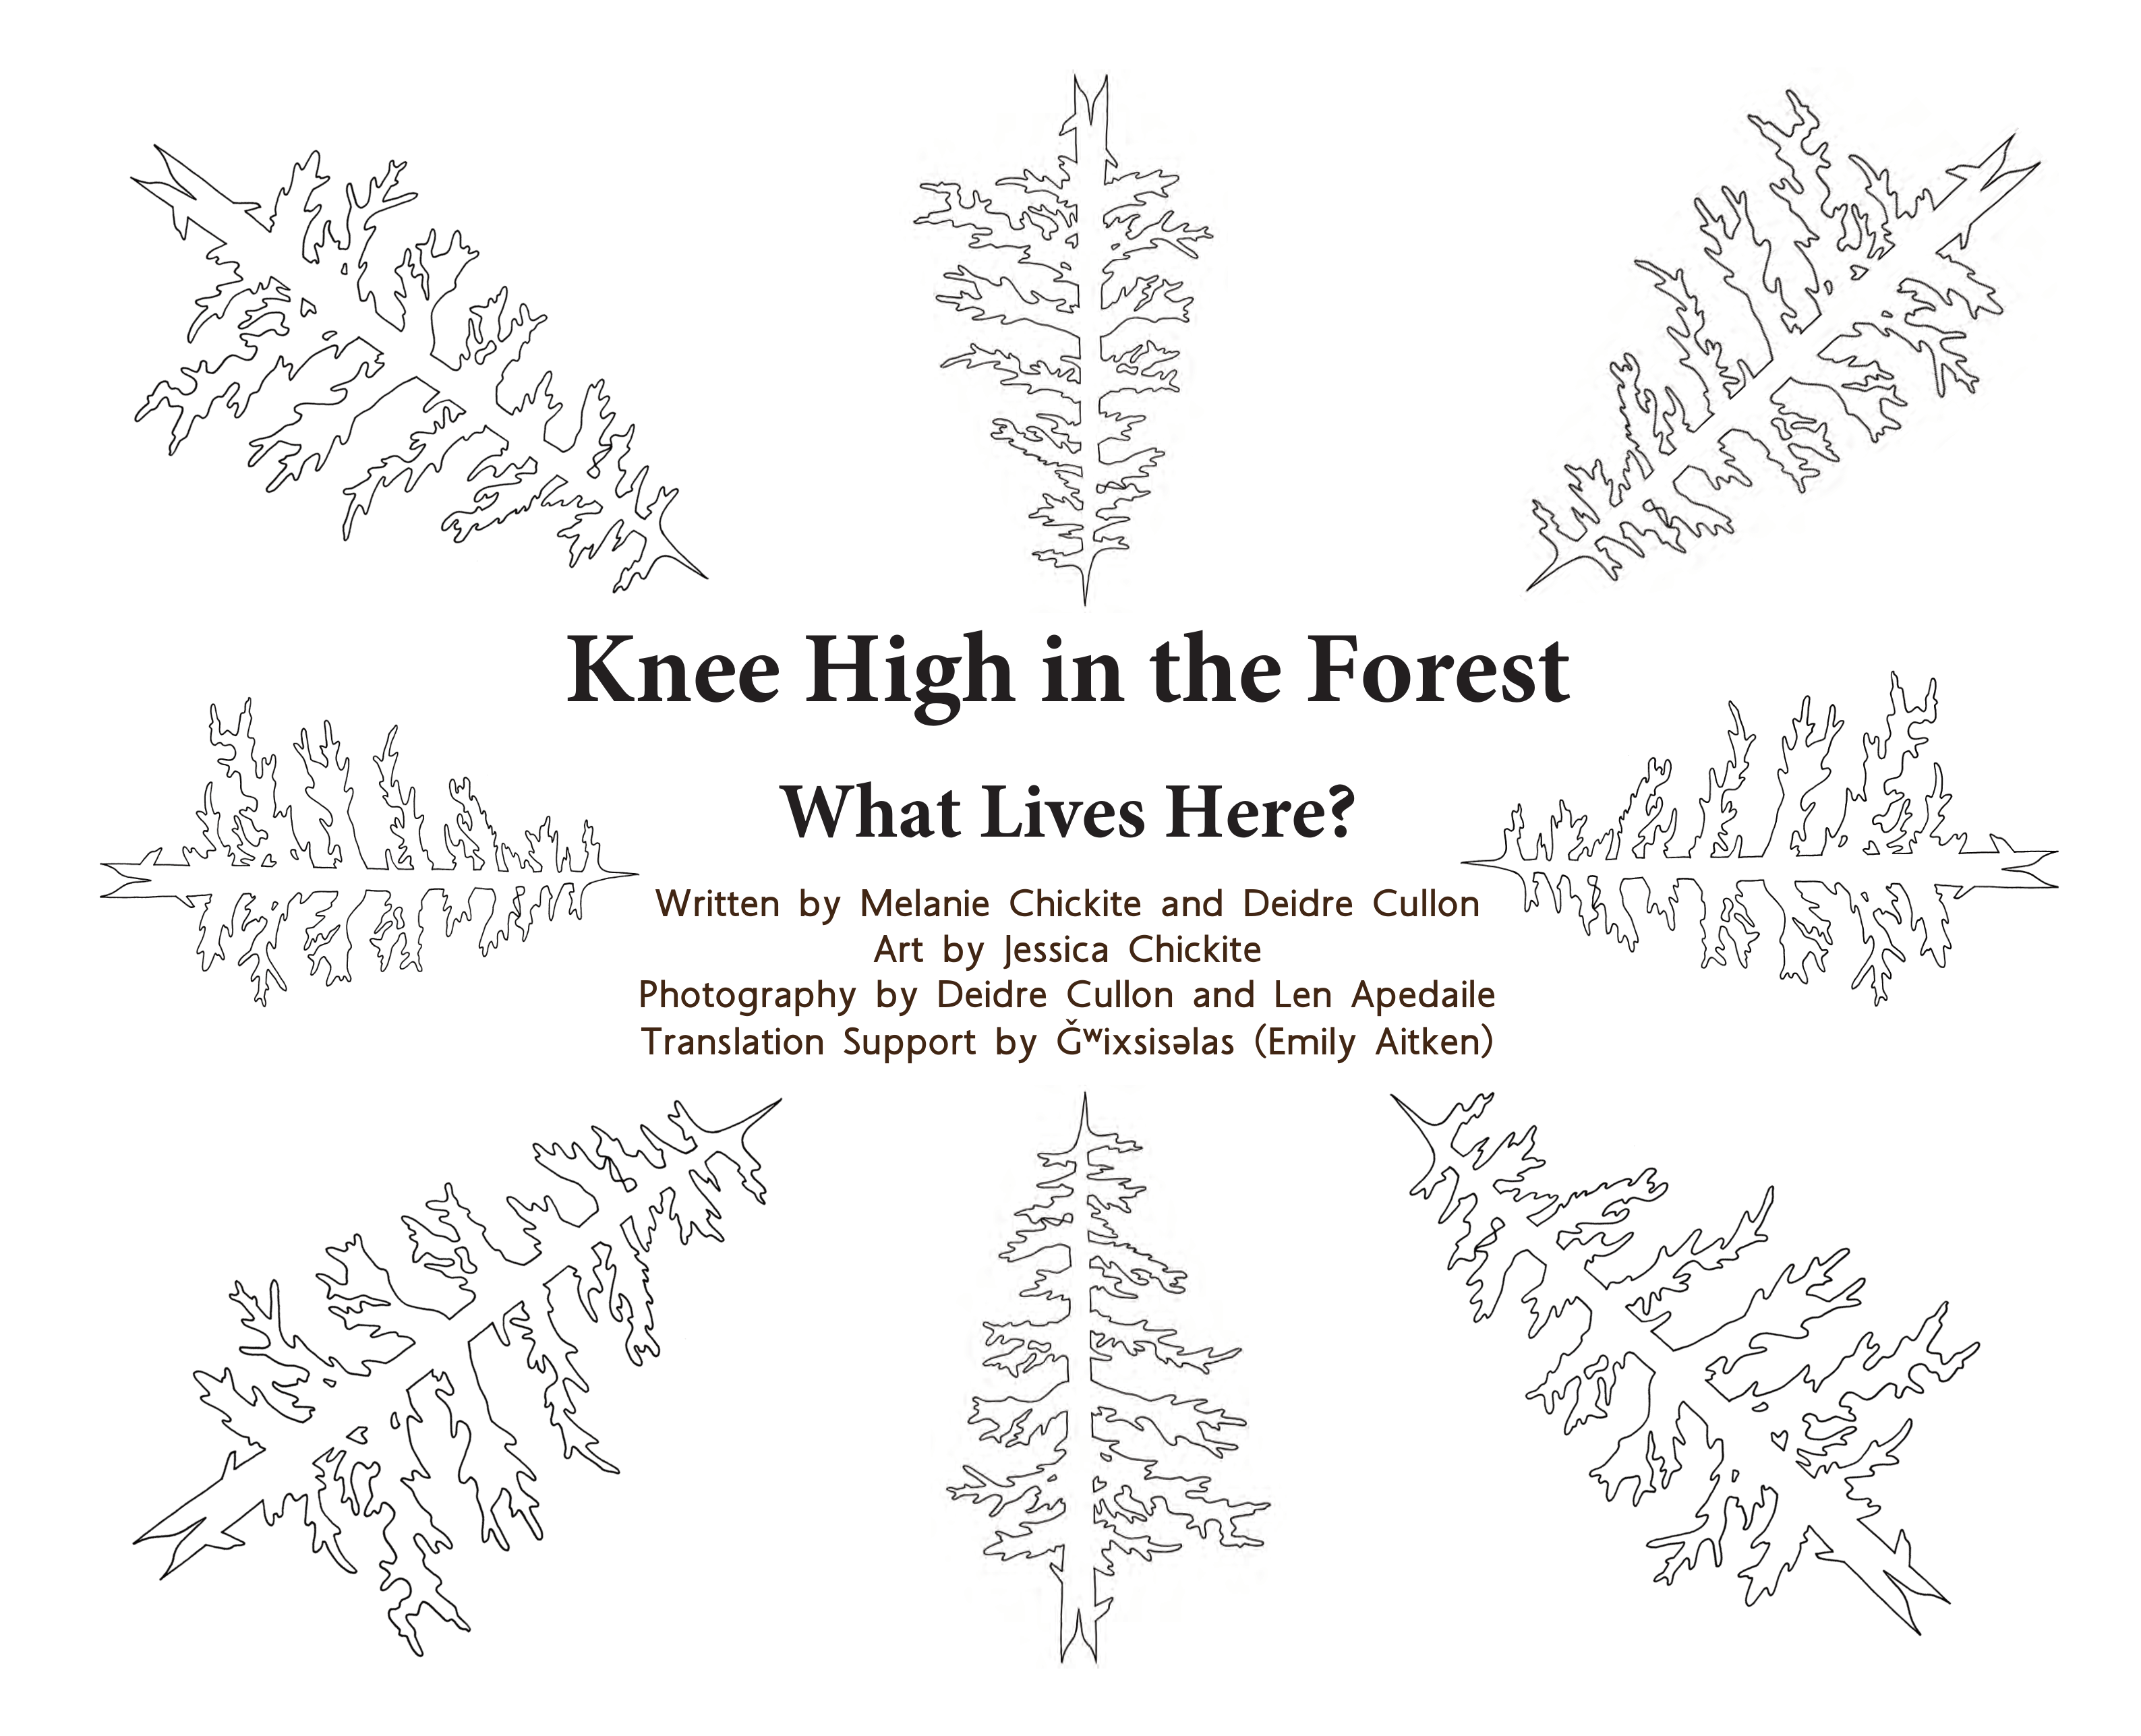 Knee High in the Forest
What Lives Here?
Written by Melanie Chickite and Deidre Cullon
Art by Jessica Chickite
Photography by Deidre Cullon and Len Apedaile
Translation Support by Ǧʷixsisəlas (Emily Aitken)